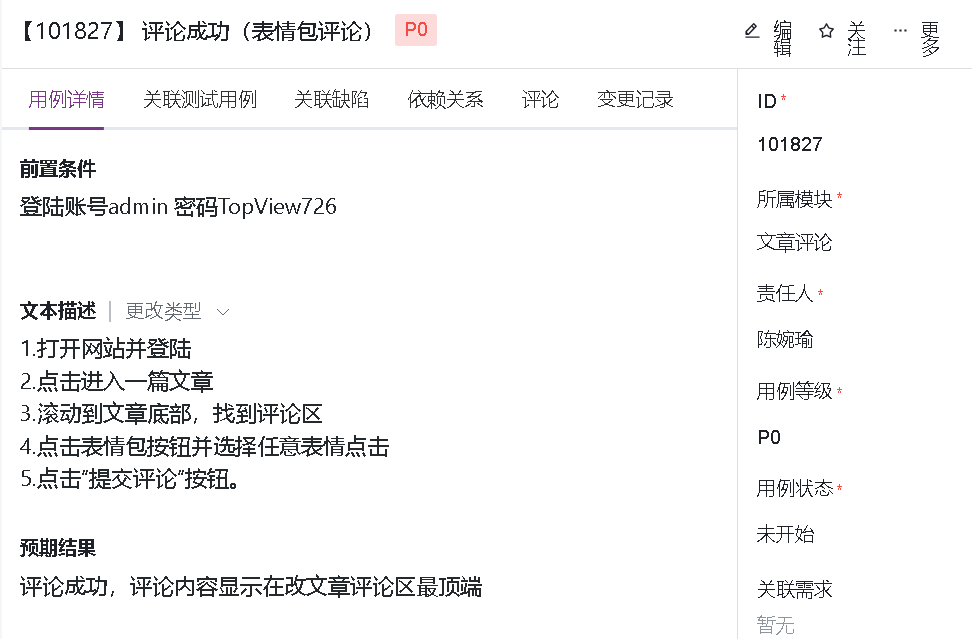 【101827】 评论成功（表情包评论） P0
编辑 关注 更多
用例详情 关联测试用例 关联缺陷 依赖关系 评论 变更记录
前置条件
登陆账号admin 密码TopView726
文本描述 更改类型
1.打开网站并登陆
2.点击进入一篇文章
3.滚动到文章底部，找到评论区
4.点击表情包按钮并选择任意表情点击
5.点击“提交评论”按钮。
预期结果
评论成功，评论内容显示在改文章评论区最顶端
ID *
101827
所属模块 *
文章评论
责任人 *
陈婉瑜
用例等级 *
P0
用例状态 *
未开始
关联需求
暂无